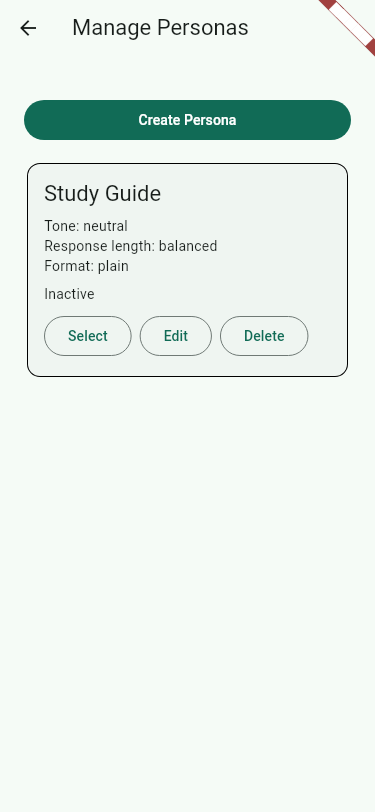 Manage Personas
Create Persona
Study Guide
Tone: neutral
Response length: balanced
Format: plain
Inactive
Select Edit Delete